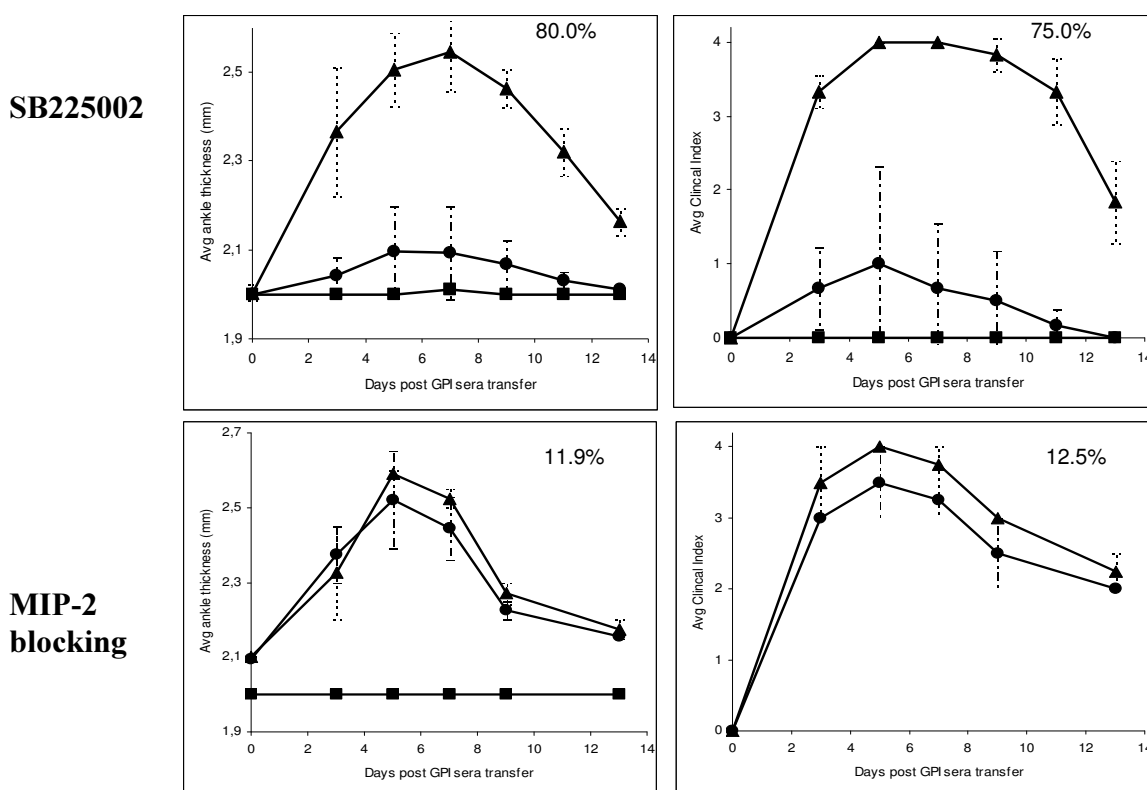 SB225002
80.0%
Avg ankle thickness (mm)
2,5
2,3
2,1
1,9
0 2 4 6 8 10 12 14
Days post GPI sera transfer
75.0%
Avg Clincal Index
4
3
2
1
0
0 2 4 6 8 10 12 14
Days post GPI sera transfer
MIP-2
blocking
11.9%
Avg ankle thickness (mm)
2,7
2,5
2,3
2,1
1,9
0 2 4 6 8 10 12 14
Days post GPI sera transfer
12.5%
Avg Clincal Index
4
3
2
1
0
0 2 4 6 8 10 12 14
Days post GPI sera transfer